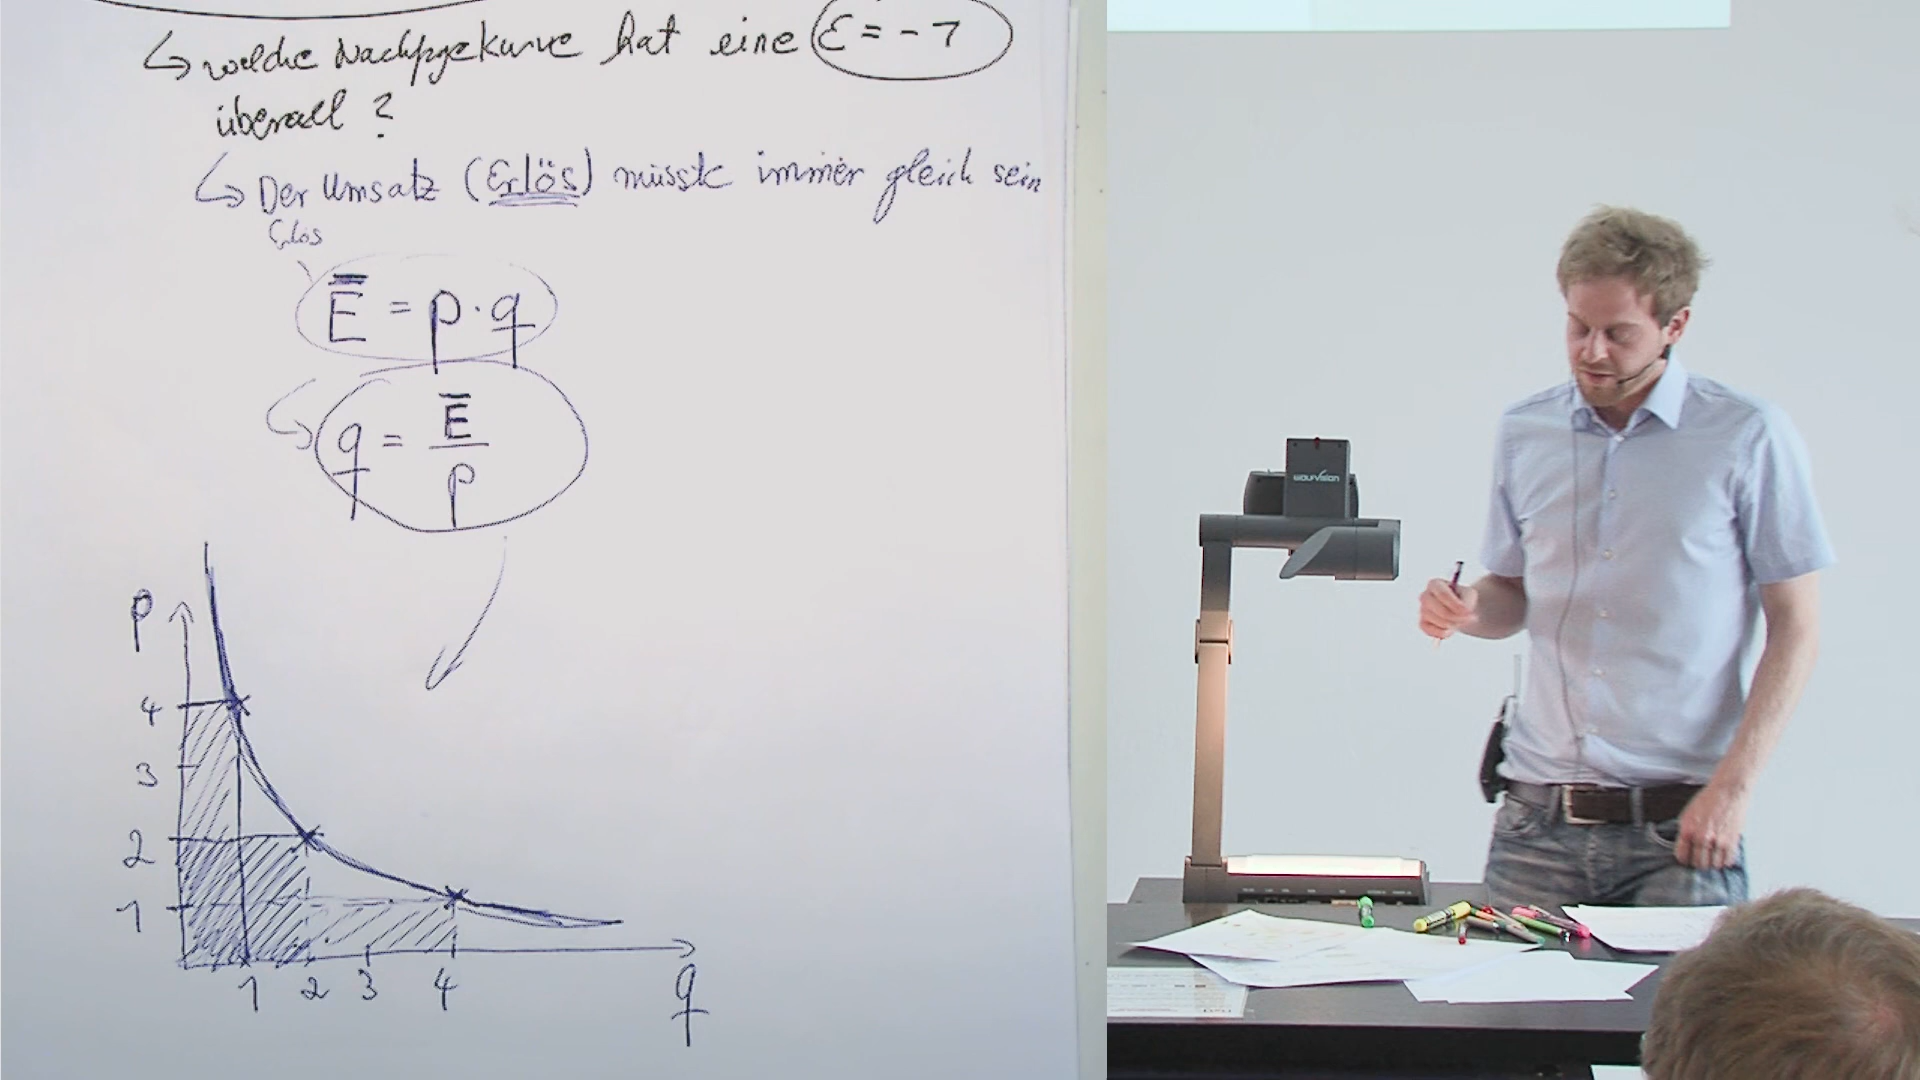 ↳ welche Nachfragekurve hat eine ε = -1
überall ?
↳ Der Umsatz (Erlös) müsste immer gleich sein
Erlös
E̅ = p · q
↳ q = E̅ / p
p
4
3
2
1
1 2 3 4
q
WolfVision